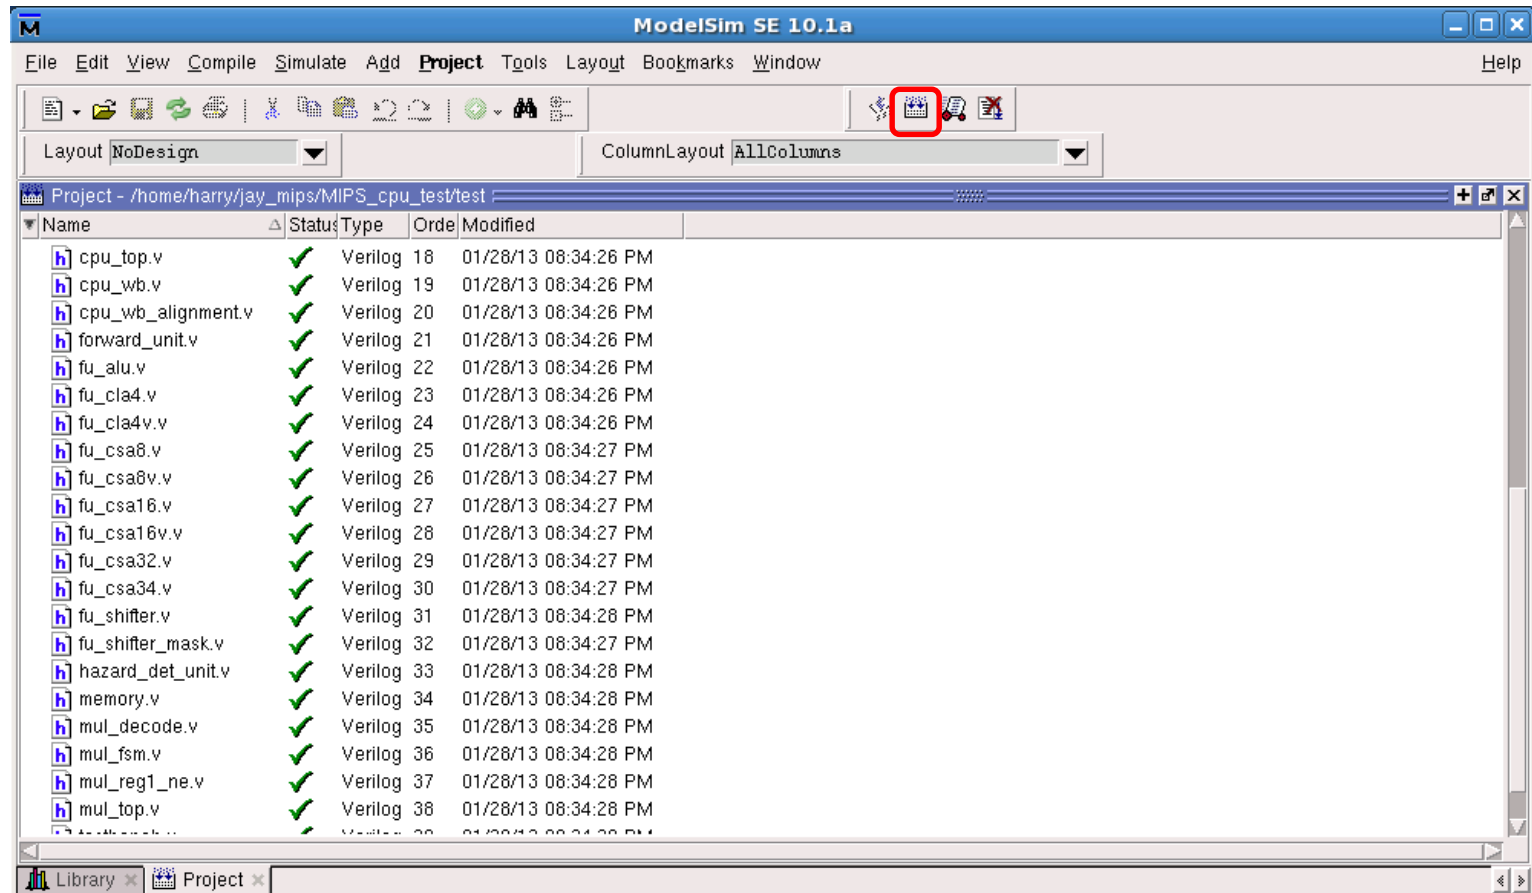 ModelSim SE 10.1a
File Edit View Compile Simulate Add Project Tools Layout Bookmarks Window Help
Layout NoDesign ColumnLayout AllColumns
Project - /home/harry/jay_mips/MIPS_cpu_test/test
Name Status Type Orde Modified
cpu_top.v Verilog 18 01/28/13 08:34:26 PM
cpu_wb.v Verilog 19 01/28/13 08:34:26 PM
cpu_wb_alignment.v Verilog 20 01/28/13 08:34:26 PM
forward_unit.v Verilog 21 01/28/13 08:34:26 PM
fu_alu.v Verilog 22 01/28/13 08:34:26 PM
fu_cla4.v Verilog 23 01/28/13 08:34:26 PM
fu_cla4v.v Verilog 24 01/28/13 08:34:26 PM
fu_csa8.v Verilog 25 01/28/13 08:34:27 PM
fu_csa8v.v Verilog 26 01/28/13 08:34:27 PM
fu_csa16.v Verilog 27 01/28/13 08:34:27 PM
fu_csa16v.v Verilog 28 01/28/13 08:34:27 PM
fu_csa32.v Verilog 29 01/28/13 08:34:27 PM
fu_csa34.v Verilog 30 01/28/13 08:34:27 PM
fu_shifter.v Verilog 31 01/28/13 08:34:28 PM
fu_shifter_mask.v Verilog 32 01/28/13 08:34:27 PM
hazard_det_unit.v Verilog 33 01/28/13 08:34:28 PM
memory.v Verilog 34 01/28/13 08:34:28 PM
mul_decode.v Verilog 35 01/28/13 08:34:28 PM
mul_fsm.v Verilog 36 01/28/13 08:34:28 PM
mul_reg1_ne.v Verilog 37 01/28/13 08:34:28 PM
mul_top.v Verilog 38 01/28/13 08:34:28 PM
Library Project